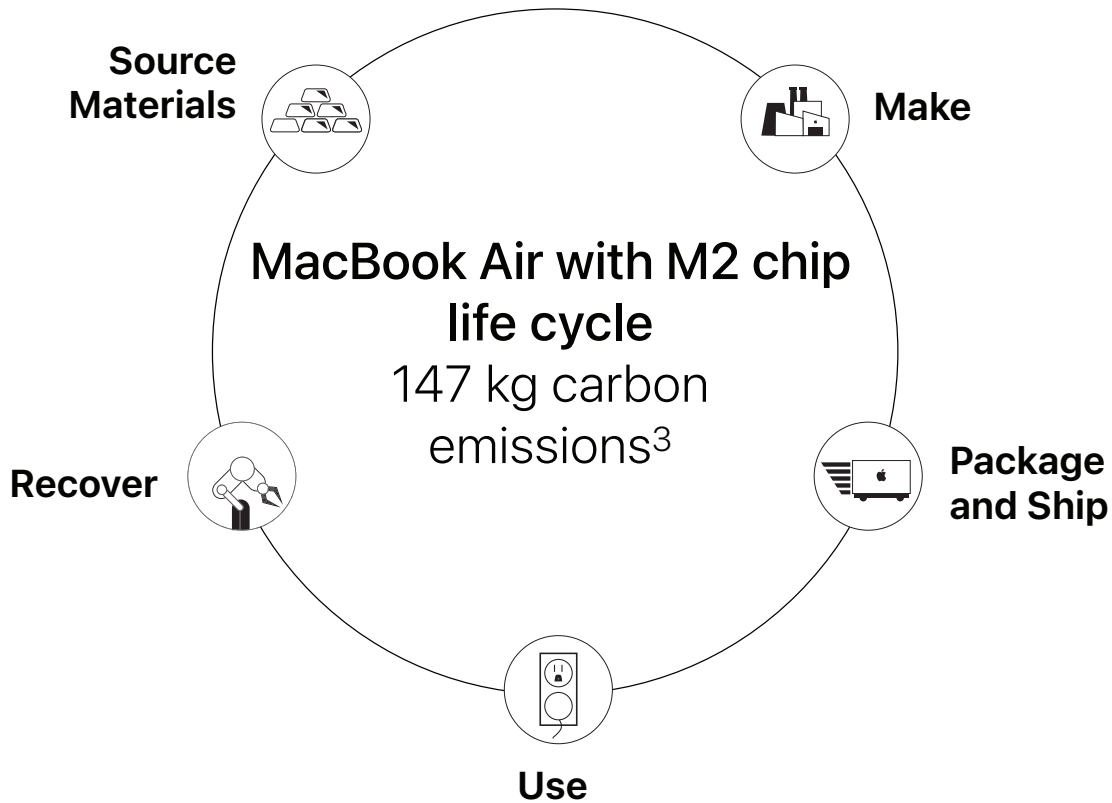 Source
Materials
Make
MacBook Air with M2 chip
life cycle
147 kg carbon
emissions³
Recover
Package
and Ship
Use